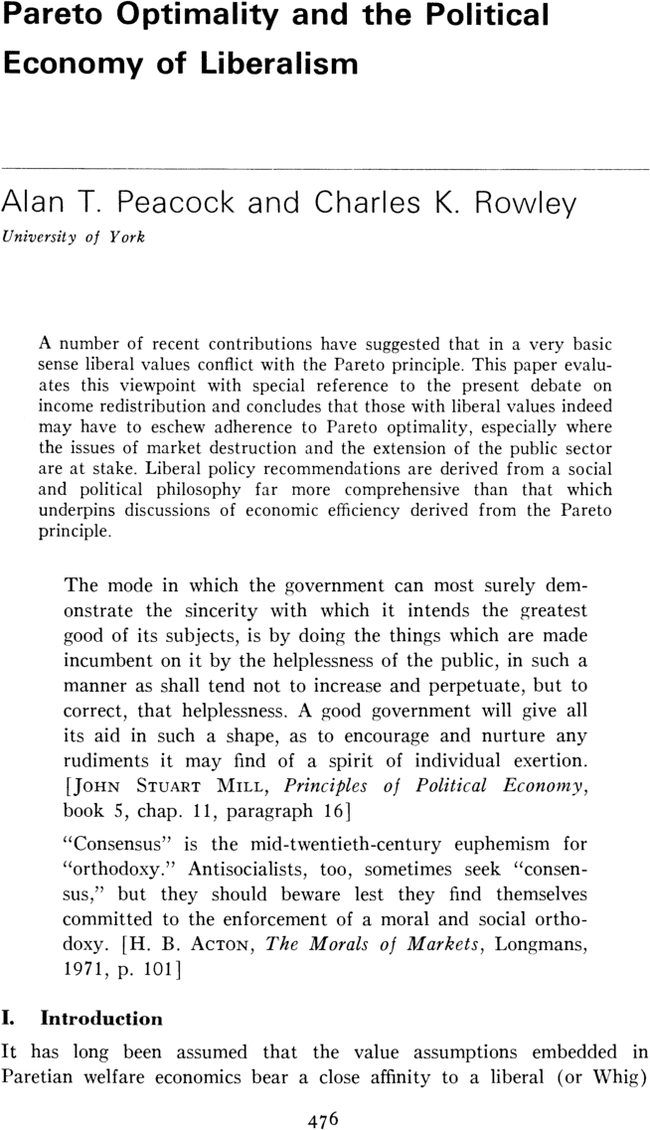 Pareto Optimality and the Political
Economy of Liberalism
Alan T. Peacock and Charles K. Rowley
University of York
A number of recent contributions have suggested that in a very basic
sense liberal values conflict with the Pareto principle. This paper evalu-
ates this viewpoint with special reference to the present debate on
income redistribution and concludes that those with liberal values indeed
may have to eschew adherence to Pareto optimality, especially where
the issues of market destruction and the extension of the public sector
are at stake. Liberal policy recommendations are derived from a social
and political philosophy far more comprehensive than that which
underpins discussions of economic efficiency derived from the Pareto
principle.
The mode in which the government can most surely dem-
onstrate the sincerity with which it intends the greatest
good of its subjects, is by doing the things which are made
incumbent on it by the helplessness of the public, in such a
manner as shall tend not to increase and perpetuate, but to
correct, that helplessness. A good government will give all
its aid in such a shape, as to encourage and nurture any
rudiments it may find of a spirit of individual exertion.
[JOHN STUART MILL, Principles of Political Economy,
book 5, chap. 11, paragraph 16]
“Consensus” is the mid-twentieth-century euphemism for
“orthodoxy.” Antisocialists, too, sometimes seek “consen-
sus,” but they should beware lest they find themselves
committed to the enforcement of a moral and social ortho-
doxy. [H. B. ACTON, The Morals of Markets, Longmans,
1971, p. 101]
I. Introduction
It has long been assumed that the value assumptions embedded in
Paretian welfare economics bear a close affinity to a liberal (or Whig)
476